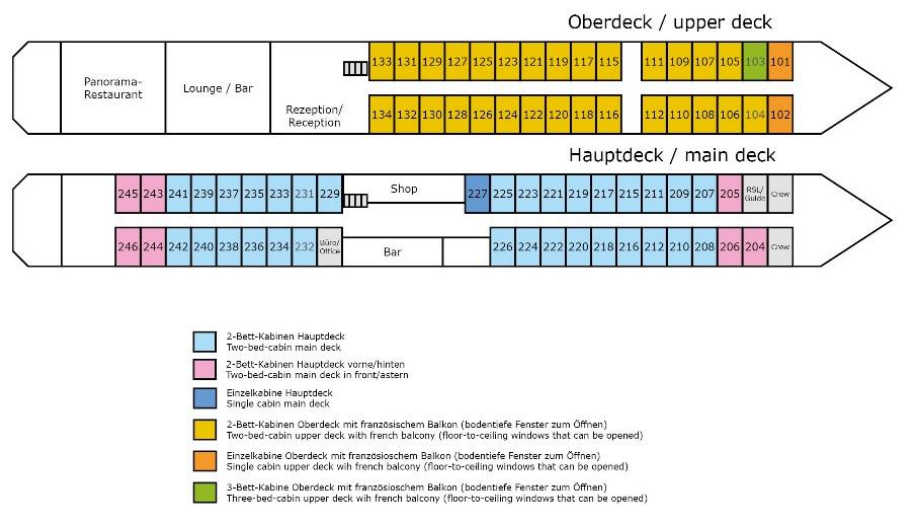 Oberdeck / upper deck
133 131 129 127 125 123 121 119 117 115 111 109 107 105 103 101
Panorama-
Restaurant
Lounge / Bar
Rezeption/
Reception
134 132 130 128 126 124 122 120 118 116 112 110 108 106 104 102
Hauptdeck / main deck
245 243 241 239 237 235 233 231 229 Shop 227 225 223 221 219 217 215 211 209 207 205 RSL/
Guide Crew
246 244 242 240 238 236 234 232 Büro/
Office Bar 226 224 222 220 218 216 212 210 208 206 204 Crew
2-Bett-Kabinen Hauptdeck
Two-bed-cabin main deck
2-Bett-Kabinen Hauptdeck vorne/hinten
Two-bed-cabin main deck in front/astern
Einzelkabine Hauptdeck
Single cabin main deck
2-Bett-Kabinen Oberdeck mit französischem Balkon (bodentiefe Fenster zum Öffnen)
Two-bed-cabin upper deck with french balcony (floor-to-ceiling windows that can be opened)
Einzelkabine Oberdeck mit französischem Balkon (bodentiefe Fenster zum Öffnen)
Single cabin upper deck wih french balcony (floor-to-ceiling windows that can be opened)
3-Bett-Kabine Oberdeck mit französioschem Balkon (bodentiefe Fenster zum Öffnen)
Three-bed-cabin upper deck wih french balcony (floor-to-ceiling windows that can be opened)